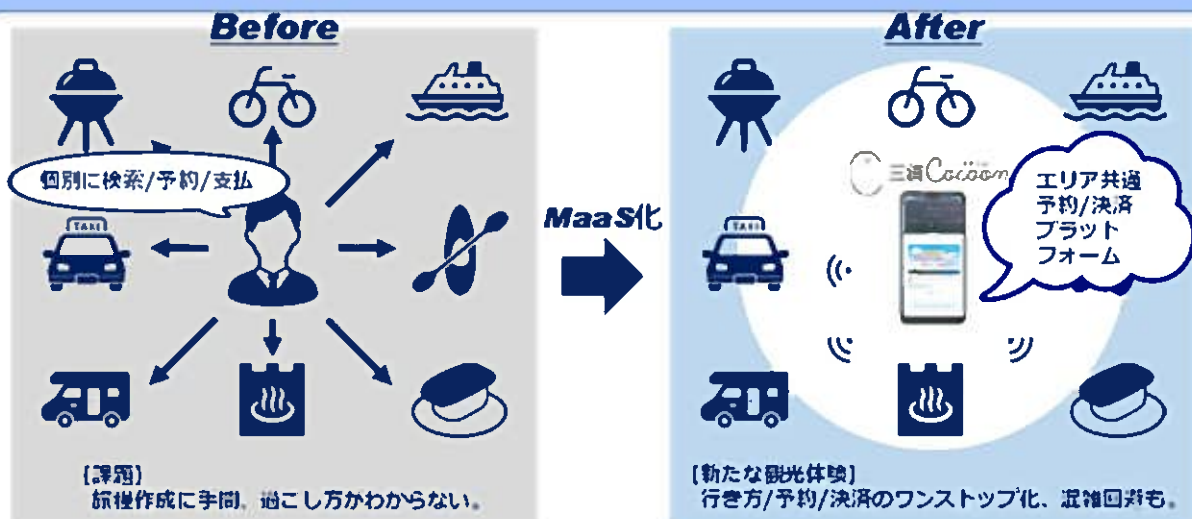 Before
個別に検索/予約/支払
TAXI
[課題]
旅程作成に手間、過ごし方がわからない。
MaaS化
After
三浦Cocoon
エリア共通
予約/決済
プラット
フォーム
TAXI
[新たな観光体験]
行き方/予約/決済のワンストップ化、混雑回避も。